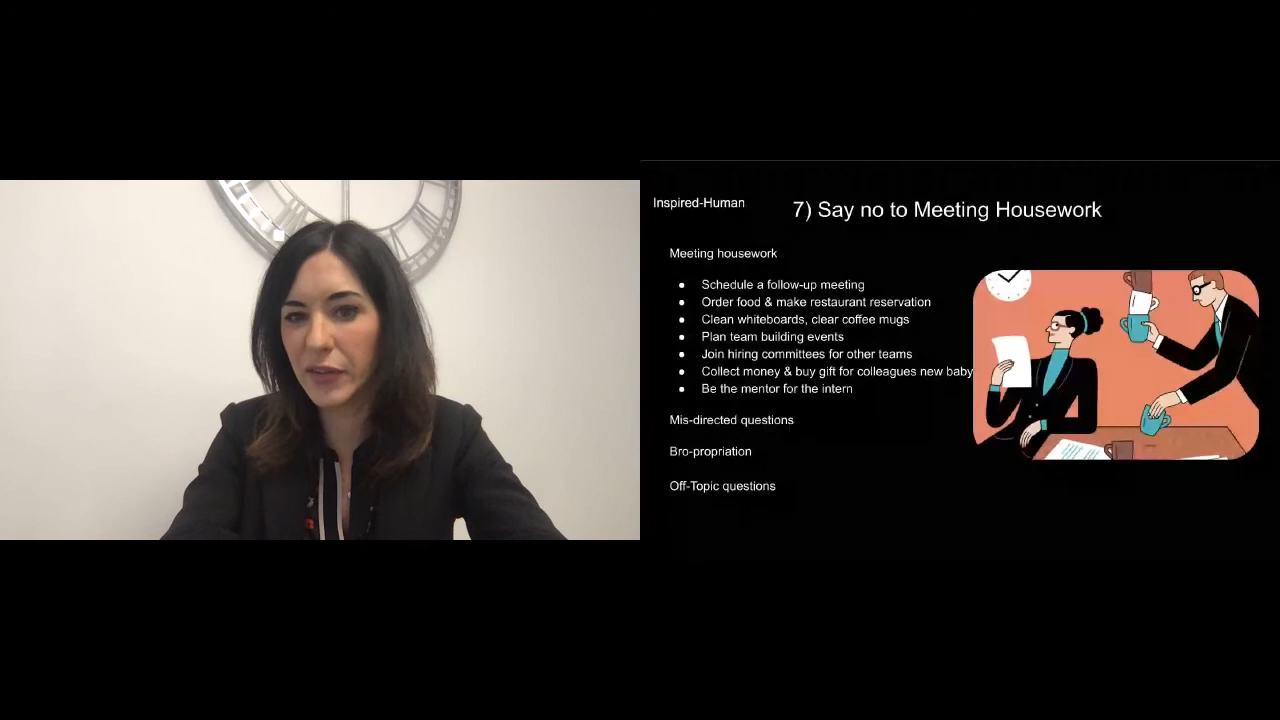 Inspired-Human
7) Say no to Meeting Housework
Meeting housework
● Schedule a follow-up meeting
● Order food & make restaurant reservation
● Clean whiteboards, clear coffee mugs
● Plan team building events
● Join hiring committees for other teams
● Collect money & buy gift for colleagues new baby
● Be the mentor for the intern
Mis-directed questions
Bro-propriation
Off-Topic questions